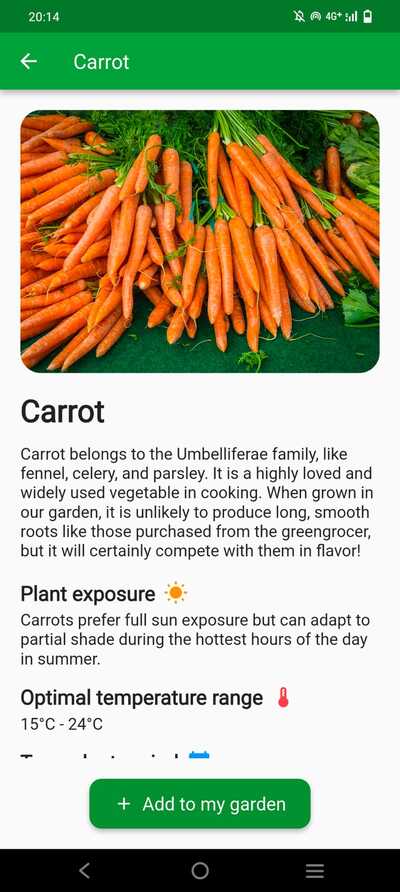 20:14
4G+
Carrot
Carrot
Carrot belongs to the Umbelliferae family, like
fennel, celery, and parsley. It is a highly loved and
widely used vegetable in cooking. When grown in
our garden, it is unlikely to produce long, smooth
roots like those purchased from the greengrocer,
but it will certainly compete with them in flavor!
Plant exposure
Carrots prefer full sun exposure but can adapt to
partial shade during the hottest hours of the day
in summer.
Optimal temperature range
15°C - 24°C
+ Add to my garden